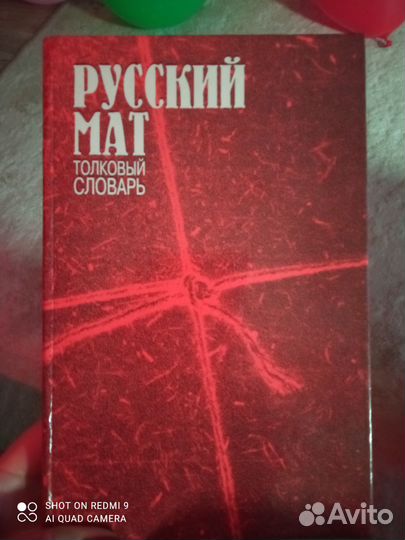 РУССКИЙ
МАТ
ТОЛКОВЫЙ
СЛОВАРЬ
SHOT ON REDMI 9
AI QUAD CAMERA
Avito